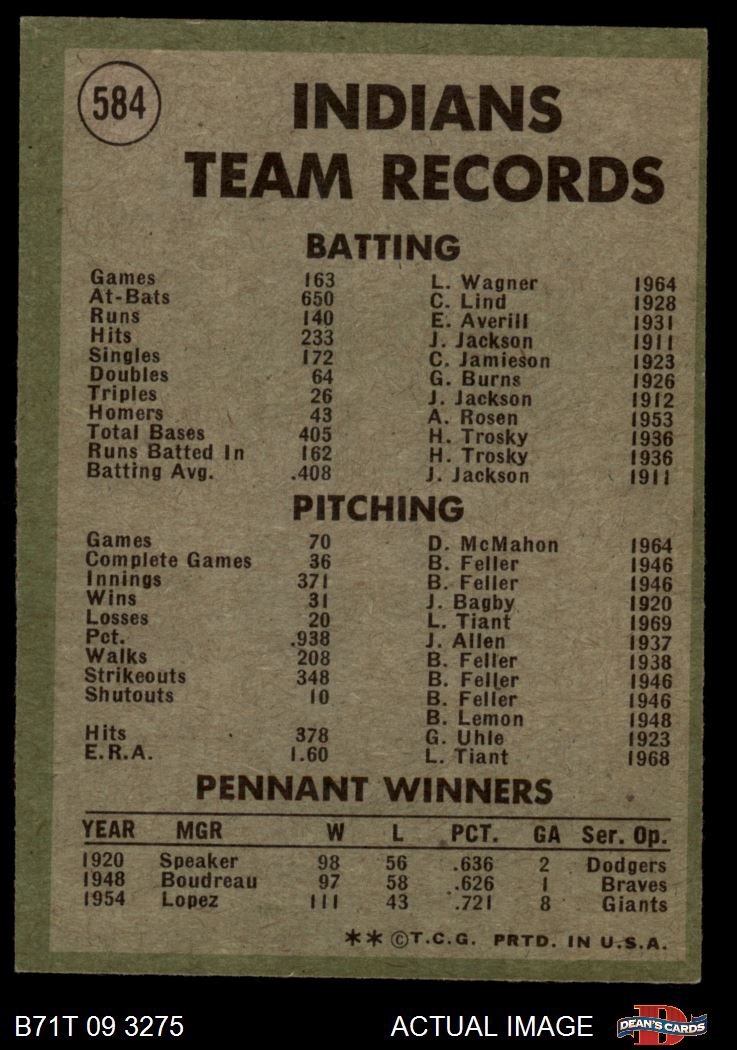 584
INDIANS
TEAM RECORDS
BATTING
Games 163 L. Wagner 1964
At-Bats 650 C. Lind 1928
Runs 140 E. Averill 1931
Hits 233 J. Jackson 1911
Singles 172 C. Jamieson 1923
Doubles 64 G. Burns 1926
Triples 26 J. Jackson 1912
Homers 43 A. Rosen 1953
Total Bases 405 H. Trosky 1936
Runs Batted In 162 H. Trosky 1936
Batting Avg. .408 J. Jackson 1911
PITCHING
Games 70 D. McMahon 1964
Complete Games 36 B. Feller 1946
Innings 371 B. Feller 1946
Wins 31 J. Bagby 1920
Losses 20 L. Tiant 1969
Pct. .938 J. Allen 1937
Walks 208 B. Feller 1938
Strikeouts 348 B. Feller 1946
Shutouts 10 B. Feller 1946
B. Lemon 1948
Hits 378 G. Uhle 1923
E.R.A. 1.60 L. Tiant 1968
PENNANT WINNERS
YEAR MGR W L PCT. GA Ser. Op.
1920 Speaker 98 56 .636 2 Dodgers
1948 Boudreau 97 58 .626 1 Braves
1954 Lopez 111 43 .721 8 Giants
** ©T.C.G. PRTD. IN U.S.A.
B71T 09 3275 ACTUAL IMAGE D DEAN'S CARDS